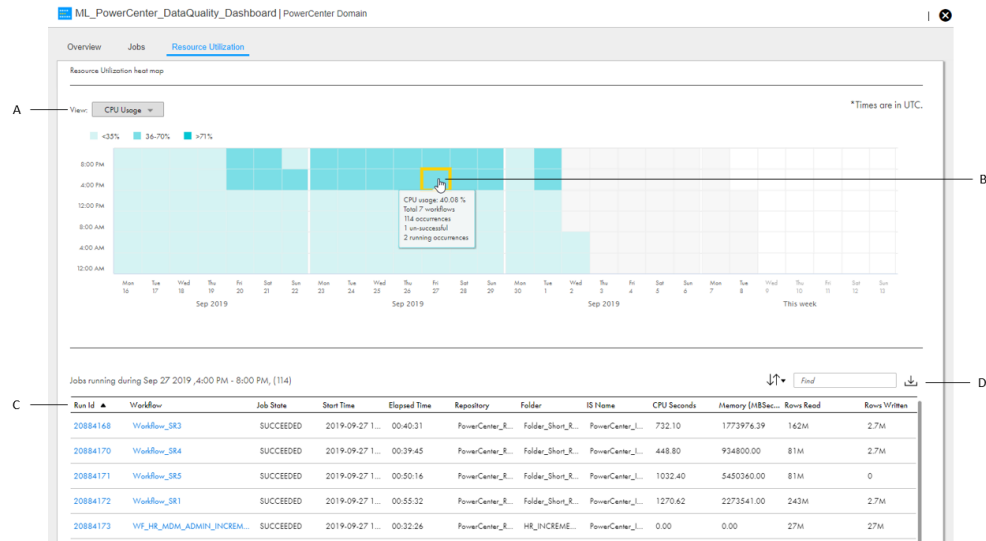 ML_PowerCenter_DataQuality_Dashboard | PowerCenter Domain
Overview Jobs Resource Utilization
Resource Utilization heat map
A
View: CPU Usage
*Times are in UTC.
<35% 36-70% >71%
8:00 PM
4:00 PM
12:00 PM
8:00 AM
4:00 AM
12:00 AM
B
CPU usage: 40.08 %
Total 7 workflows
114 occurrences
1 un-successful
2 running occurrences
Mon Tue Wed Thu Fri Sat Sun Mon Tue Wed Thu Fri Sat Sun Mon Tue Wed Thu Fri Sat Sun Mon Tue Wed Thu Fri Sat Sun
16 17 18 19 20 21 22 23 24 25 26 27 28 29 30 1 2 3 4 5 6 7 8 9 10 11 12 13
Sep 2019 Sep 2019 Sep 2019 This week
Jobs running during Sep 27 2019 ,4:00 PM - 8:00 PM, (114)
Find
D
C
Run Id Workflow Job State Start Time Elapsed Time Repository Folder IS Name CPU Seconds Memory (MBSec... Rows Read Rows Written
20884168 Workflow_SR3 SUCCEEDED 2019-09-27 1... 00:40:31 PowerCenter_R... Folder_Short_R... PowerCenter_I... 732.10 1773976.39 162M 2.7M
20884170 Workflow_SR4 SUCCEEDED 2019-09-27 1... 00:39:45 PowerCenter_R... Folder_Short_R... PowerCenter_I... 448.80 934800.00 81M 2.7M
20884171 Workflow_SR5 SUCCEEDED 2019-09-27 1... 00:50:16 PowerCenter_R... Folder_Short_R... PowerCenter_I... 1032.40 5450360.00 81M 0
20884172 Workflow_SR1 SUCCEEDED 2019-09-27 1... 00:55:32 PowerCenter_R... Folder_Short_R... PowerCenter_I... 1270.62 2273541.00 243M 2.7M
20884173 WF_HR_MDM_ADMIN_INCREM... SUCCEEDED 2019-09-27 1... 00:32:26 PowerCenter_R... HR_INCREME... PowerCenter_I... 0.00 0.00 27M 27M